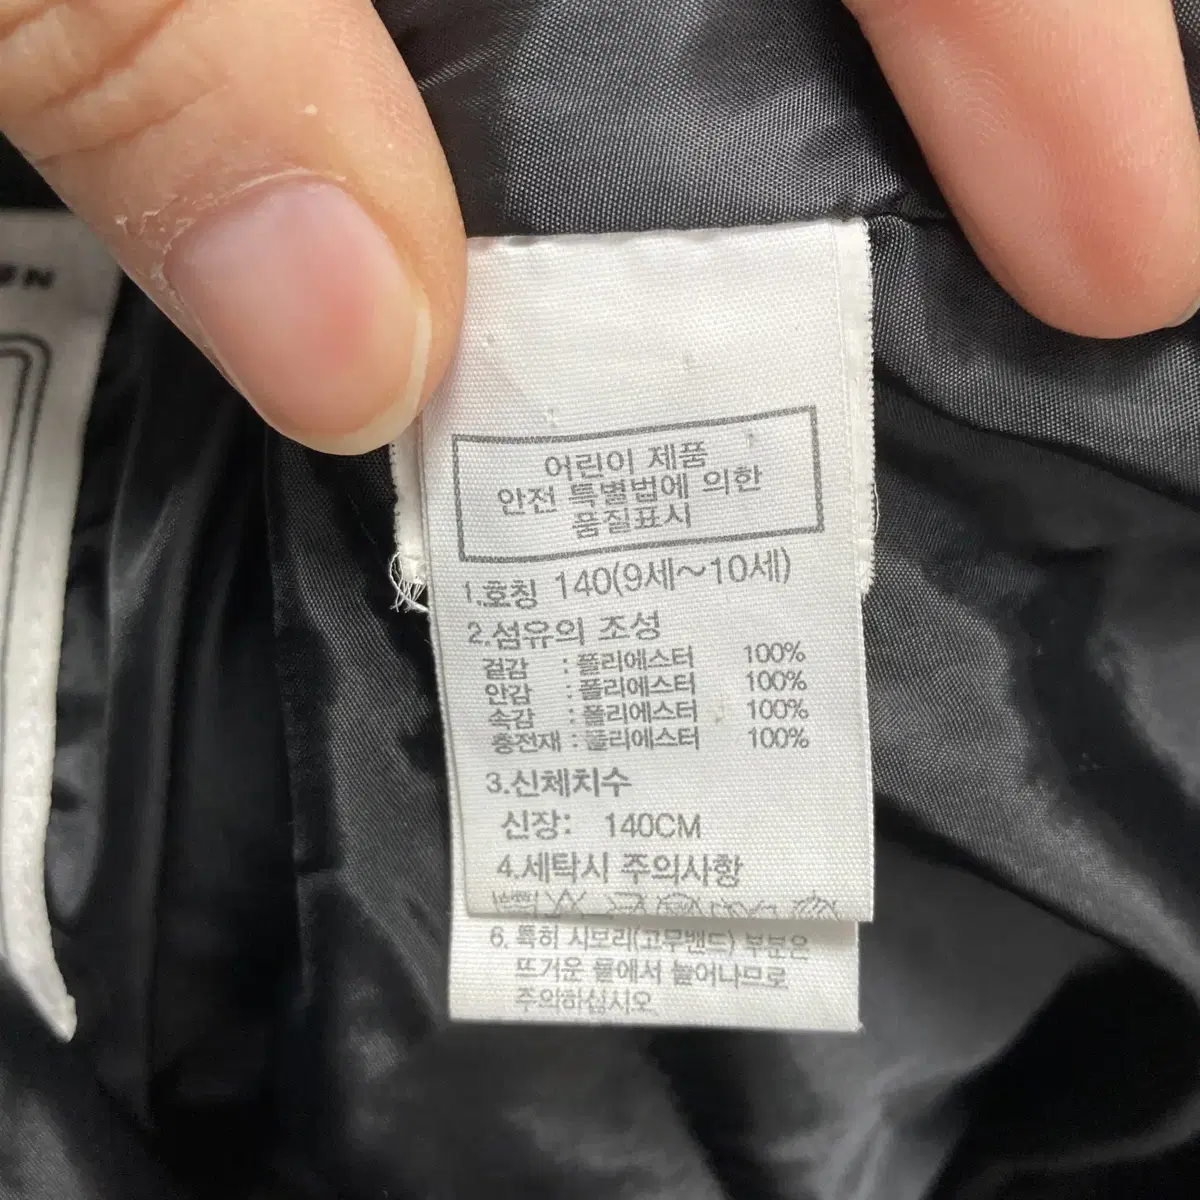 어린이 제품
안전 특별법에 의한
품질표시
1.호칭 140(9세~10세)
2.섬유의 조성
겉감 : 폴리에스터 100%
안감 : 폴리에스터 100%
속감 : 폴리에스터 100%
충전재 : 폴리에스터 100%
3.신체치수
신장: 140CM
4.세탁시 주의사항
6. 특히 시보리(고무밴드) 부분은
뜨거운 물에서 늘어나므로
주의하십시오.